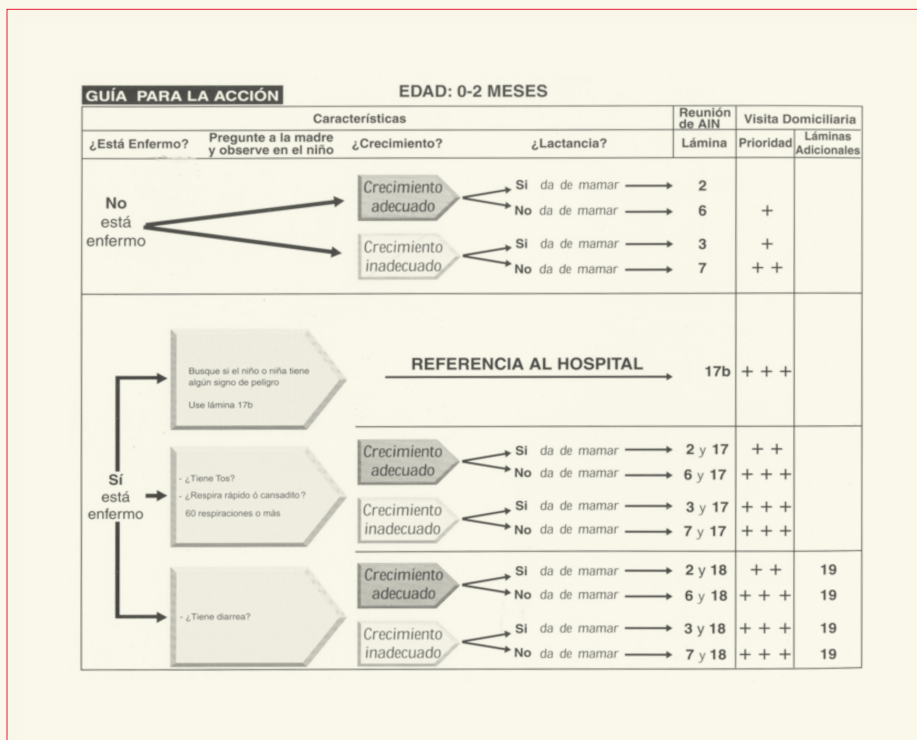 GUÍA PARA LA ACCIÓN
EDAD: 0-2 MESES
Características
Reunión de AIN
Visita Domiciliaria
¿Está Enfermo?
Pregunte a la madre
y observe en el niño
¿Crecimiento?
¿Lactancia?
Lámina
Prioridad
Láminas
Adicionales
No
está
enfermo
Crecimiento
adecuado
Si da de mamar 2
No da de mamar 6 +
Crecimiento
inadecuado
Si da de mamar 3 +
No da de mamar 7 + +
Busque si el niño o niña tiene
algún signo de peligro
Use lámina 17b
REFERENCIA AL HOSPITAL 17b + + +
Sí
está
enfermo
- ¿Tiene Tos?
- ¿Respira rápido ó cansadito?
60 respiraciones o màs
Crecimiento
adecuado
Si da de mamar 2 y 17 + +
No da de mamar 6 y 17 + + +
Crecimiento
inadecuado
Si da de mamar 3 y 17 + + +
No da de mamar 7 y 17 + + +
- ¿Tiene diarrea?
Crecimiento
adecuado
Si da de mamar 2 y 18 + + 19
No da de mamar 6 y 18 + + + 19
Crecimiento
inadecuado
Si da de mamar 3 y 18 + + + 19
No da de mamar 7 y 18 + + + 19